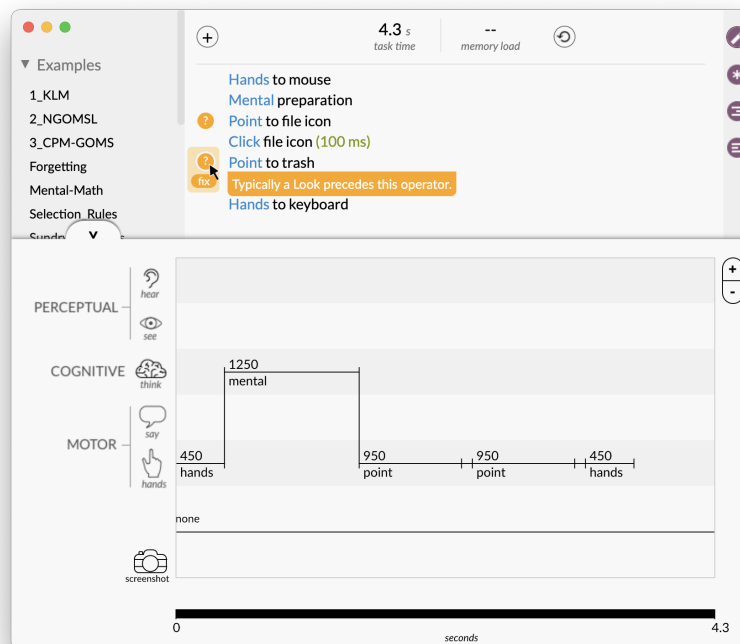 4.3 s
task time
--
memory load
Examples
1_KLM
2_NGOMSL
3_CPM-GOMS
Forgetting
Mental-Math
Selection_Rules
Hands to mouse
Mental preparation
? Point to file icon
Click file icon (100 ms)
? Point to trash
fix Typically a Look precedes this operator.
Hands to keyboard
+
-
hear
PERCEPTUAL
see
COGNITIVE
think
say
MOTOR
hands
1250
mental
450
hands
950
point
950
point
450
hands
none
screenshot
0
4.3
seconds